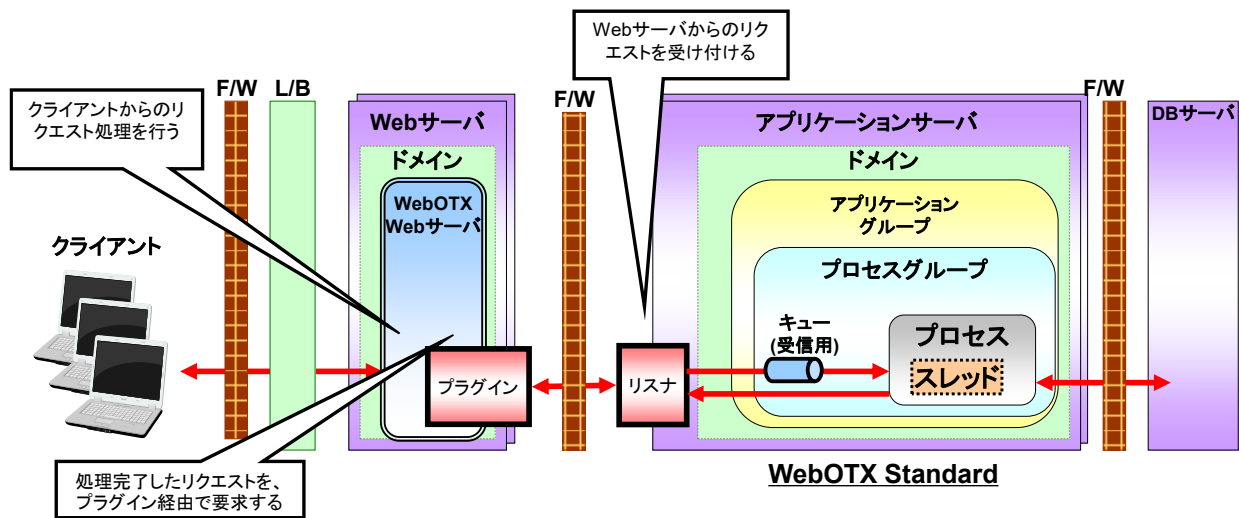 Webサーバからのリク
エストを受け付ける
F/W
L/B
F/W
F/W
クライアントからのリ
クエスト処理を行う
Webサーバ
アプリケーションサーバ
DBサーバ
ドメイン
ドメイン
WebOTX
Webサーバ
アプリケーション
グループ
クライアント
プロセスグループ
キュー
(受信用)
プロセス
スレッド
プラグイン
リスナ
処理完了したリクエストを、
プラグイン経由で要求する
WebOTX Standard